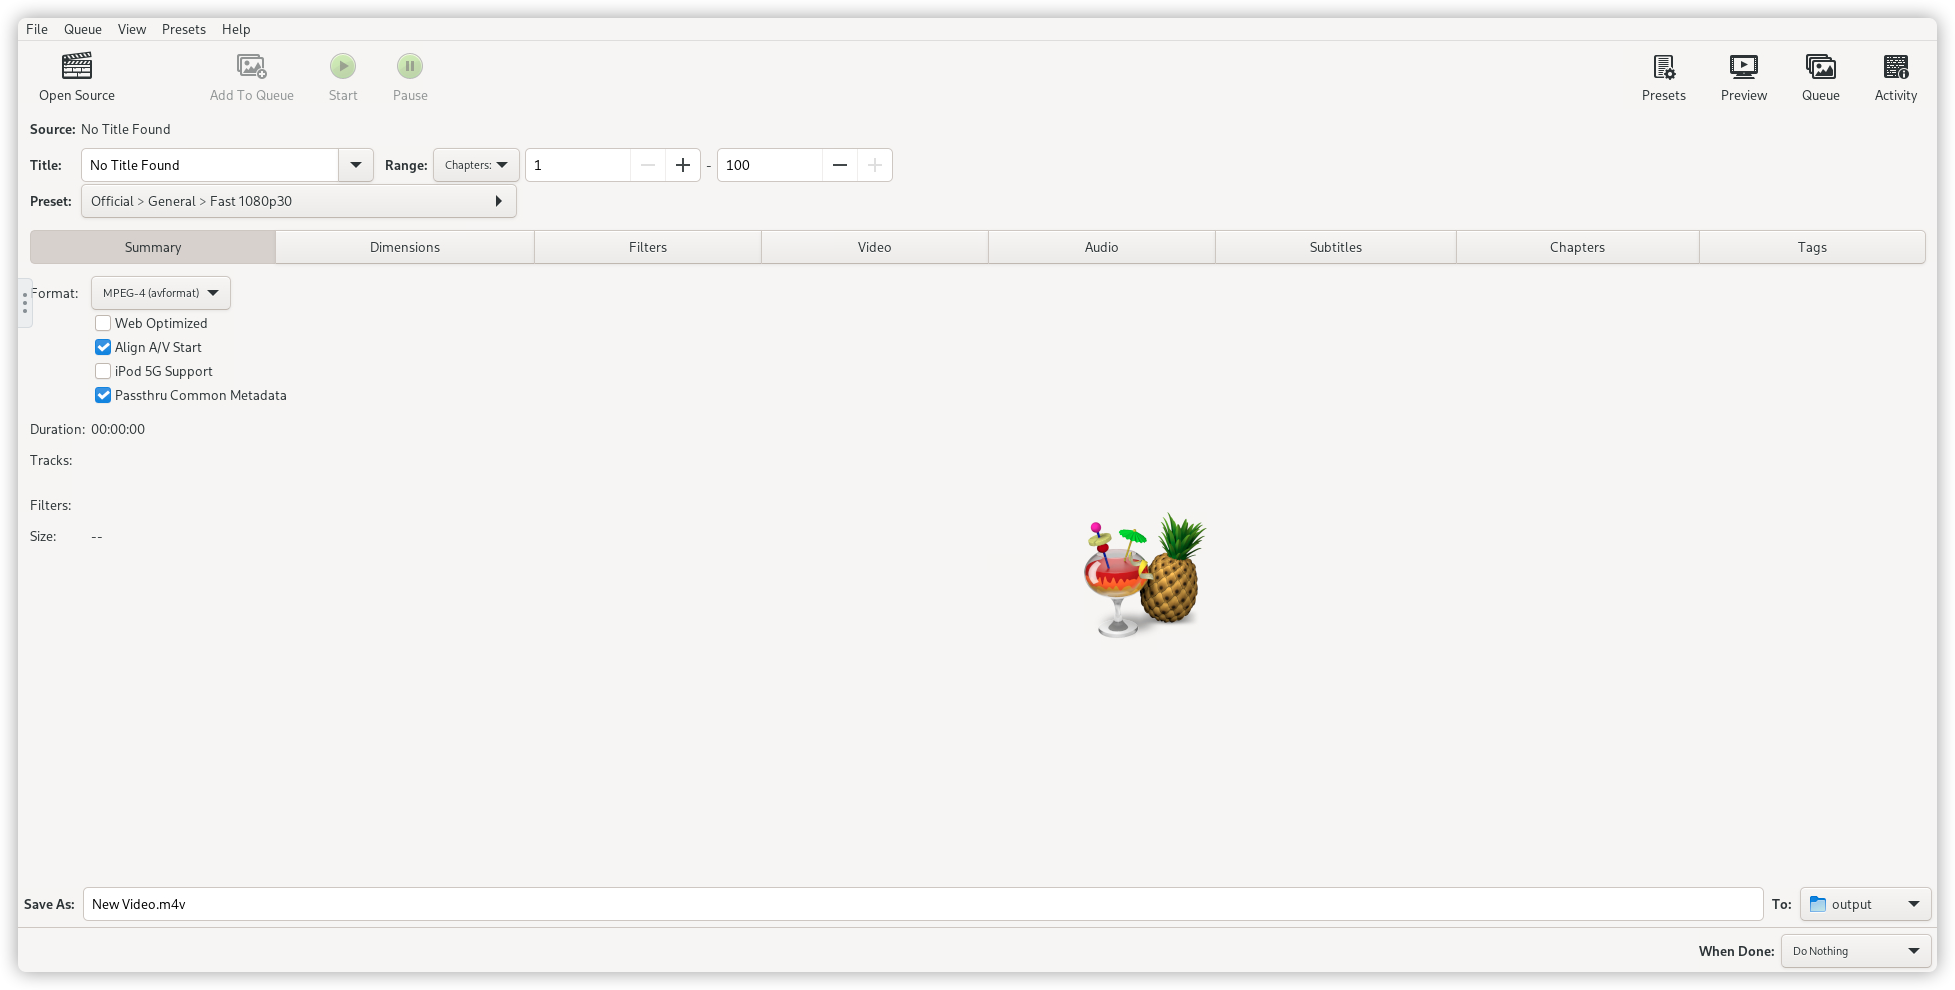 File Queue View Presets Help
Open Source Add To Queue Start Pause Presets Preview Queue Activity
Source: No Title Found
Title: No Title Found Range: Chapters: 1 - 100
Preset: Official > General > Fast 1080p30
Summary Dimensions Filters Video Audio Subtitles Chapters Tags
Format: MPEG-4 (avformat)
Web Optimized
Align A/V Start
iPod 5G Support
Passthru Common Metadata
Duration: 00:00:00
Tracks:
Filters:
Size: --
Save As: New Video.m4v To: output
When Done: Do Nothing